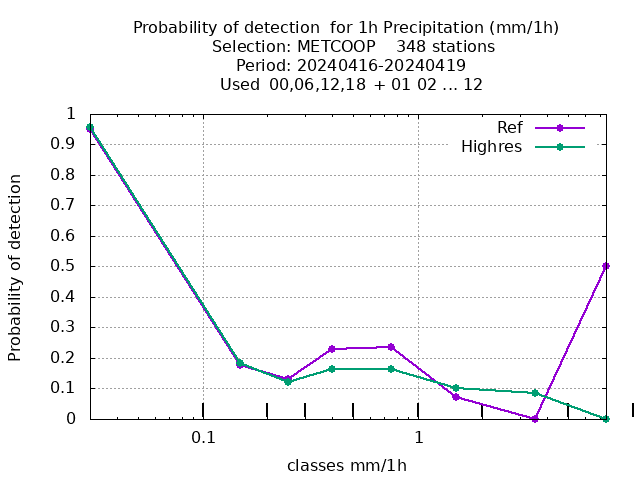 Probability of detection for 1h Precipitation (mm/1h)
Selection: METCOOP 348 stations
Period: 20240416-20240419
Used 00,06,12,18 + 01 02 ... 12
Ref
Highres
1
0.9
0.8
0.7
0.6
0.5
0.4
0.3
0.2
0.1
0
Probability of detection
0.1 1
classes mm/1h